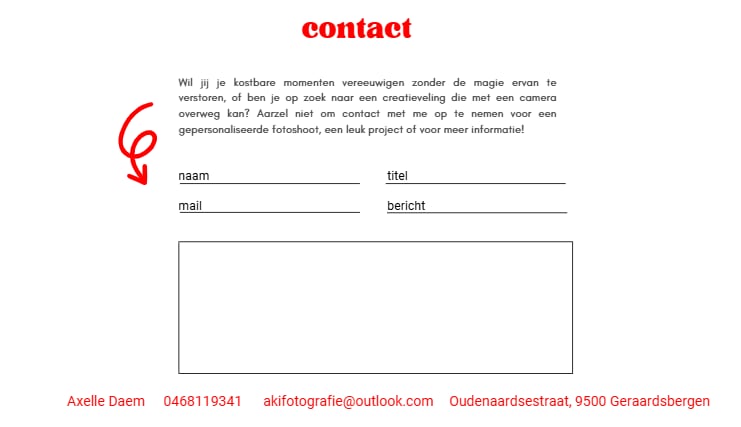 contact
Wil jij je kostbare momenten vereeuwigen zonder de magie ervan te
verstoren, of ben je op zoek naar een creatieveling die met een camera
overweg kan? Aarzel niet om contact met me op te nemen voor een
gepersonaliseerde fotoshoot, een leuk project of voor meer informatie!
naam titel
mail bericht
Axelle Daem 0468119341 akifotografie@outlook.com Oudenaardsestraat, 9500 Geraardsbergen